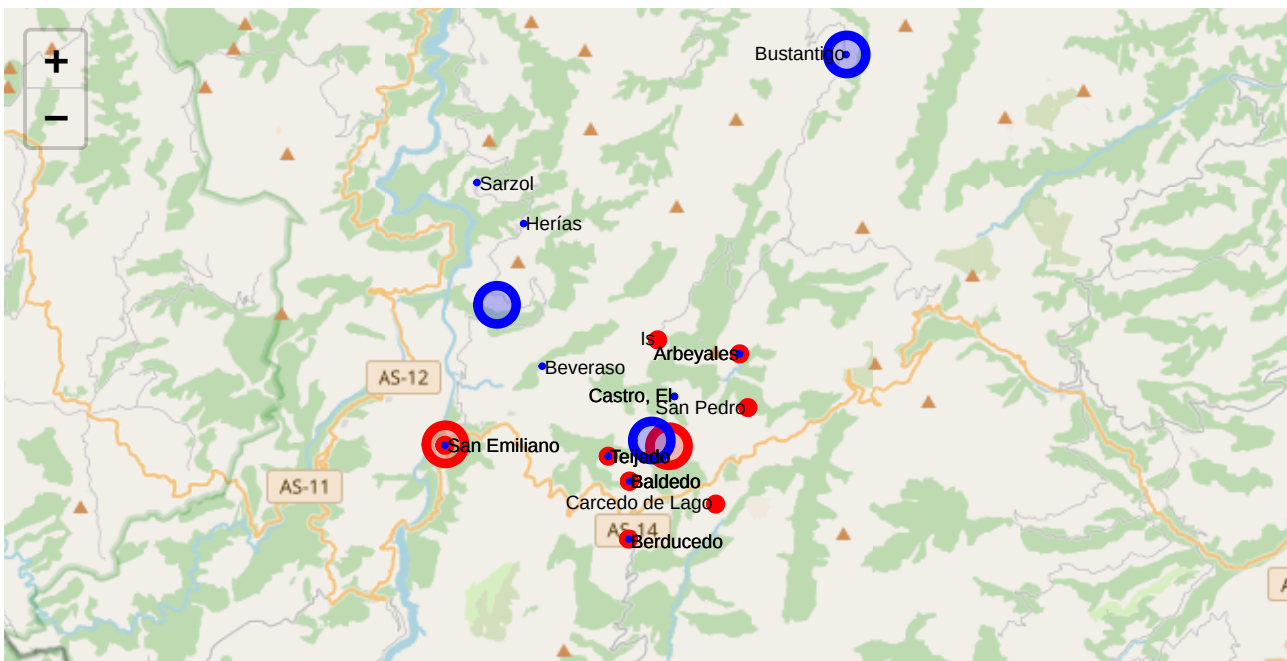 +
Bustantigo
−
Sarzol
Herías
Is
Arbeyales
Beveraso
AS-12
Castro, El
San Pedro
San Emiliano
Teijedo
Baldedo
AS-11
Carcedo de Lago
AS-14
Berducedo